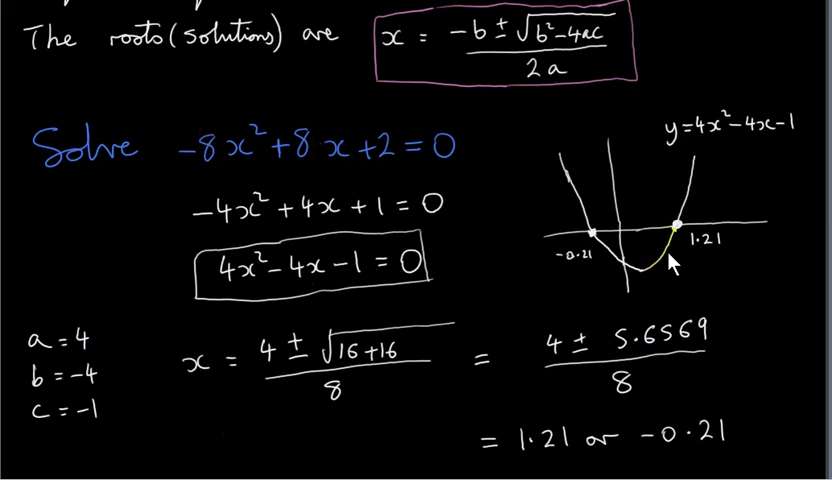 The roots (solutions) are x = (-b ± √(b²-4ac))/2a
Solve -8x²+8x+2=0
y=4x²-4x-1
-4x²+4x+1=0
4x²-4x-1=0
-0.21
1.21
a=4
b=-4
c=-1
x = (4 ± √(16+16))/8 = (4 ± 5.6569)/8
= 1.21 or -0.21